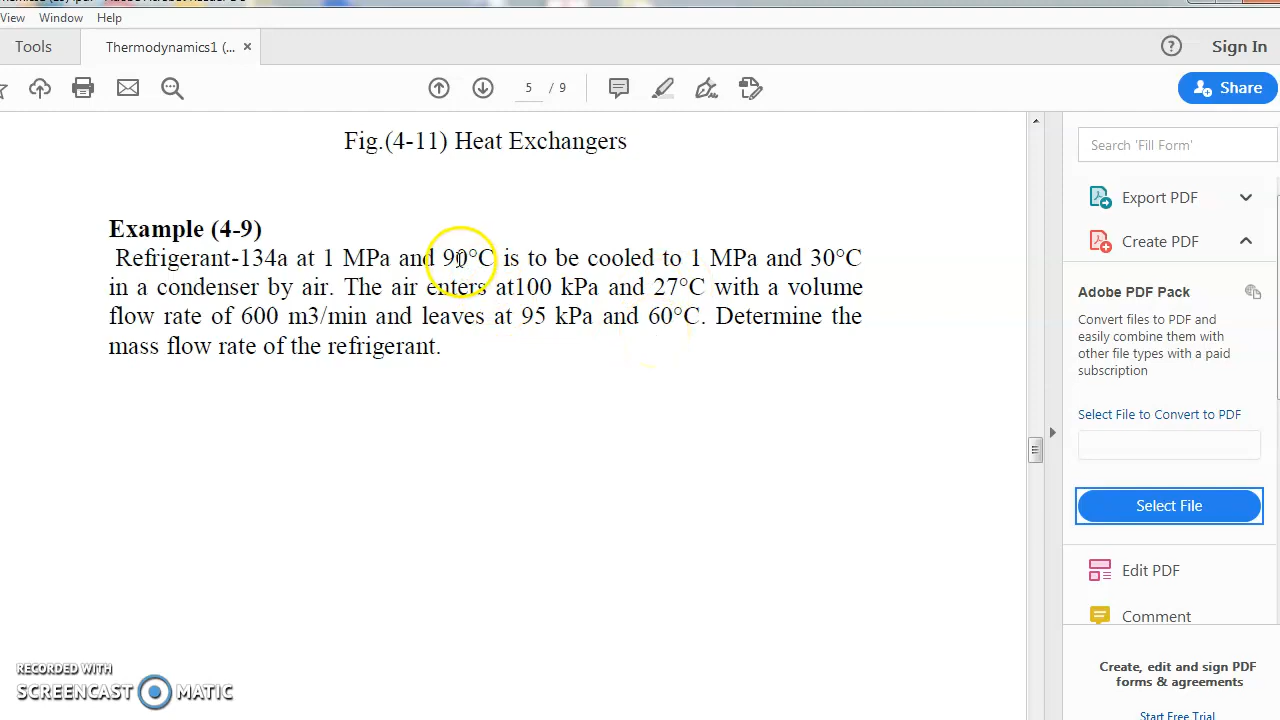 View Window Help
Tools Thermodynamics1 (... × Sign In
5 / 9 Share
Fig.(4-11) Heat Exchangers
Example (4-9)
Refrigerant-134a at 1 MPa and 90°C is to be cooled to 1 MPa and 30°C
in a condenser by air. The air enters at100 kPa and 27°C with a volume
flow rate of 600 m3/min and leaves at 95 kPa and 60°C. Determine the
mass flow rate of the refrigerant.
Search 'Fill Form'
Export PDF
Create PDF
Adobe PDF Pack
Convert files to PDF and
easily combine them with
other file types with a paid
subscription
Select File to Convert to PDF
Select File
Edit PDF
Comment
Create, edit and sign PDF
forms & agreements
Start Free Trial
RECORDED WITH
SCREENCAST MATIC